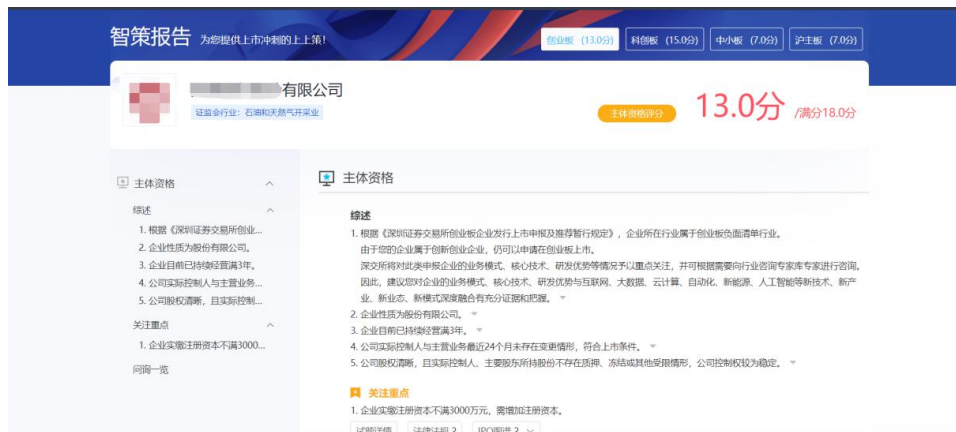 智策报告 为您提供上市冲刺的上上策!
创业板 (13.0分) 科创板 (15.0分) 中小板 (7.0分) 沪主板 (7.0分)
有限公司
证监会行业:石油和天然气开采业
主体资格评分 13.0分 /满分18.0分
主体资格
综述
1. 根据《深圳证券交易所创业...
2. 企业性质为股份有限公司。
3. 企业目前已持续经营满3年。
4. 公司实际控制人与主营业务...
5. 公司股权清晰,且实际控制...
关注重点
1. 企业实缴注册资本不满3000...
问询一览
主体资格
综述
1. 根据《深圳证券交易所创业板企业发行上市申报及推荐暂行规定》,企业所在行业属于创业板负面清单行业。
由于您的企业属于创新创业企业,仍可以申请在创业板上市。
深交所将对此类申报企业的业务模式、核心技术、研发优势等情况予以重点关注,并可根据需要向行业咨询专家库专家进行咨询。
因此,建议您对企业的业务模式、核心技术、研发优势与互联网、大数据、云计算、自动化、新能源、人工智能等新技术、新产
业、新业态、新模式深度融合有充分证据和把握。
2. 企业性质为股份有限公司。
3. 企业目前已持续经营满3年。
4. 公司实际控制人与主营业务最近24个月未存在变更情形,符合上市条件。
5. 公司股权清晰,且实际控制人、主要股东所持股份不存在质押、冻结或其他受限情形,公司控制权较为稳定。
关注重点
1. 企业实缴注册资本不满3000万元,需增加注册资本。
试题详情 法律法规 2 IPO图谱 3